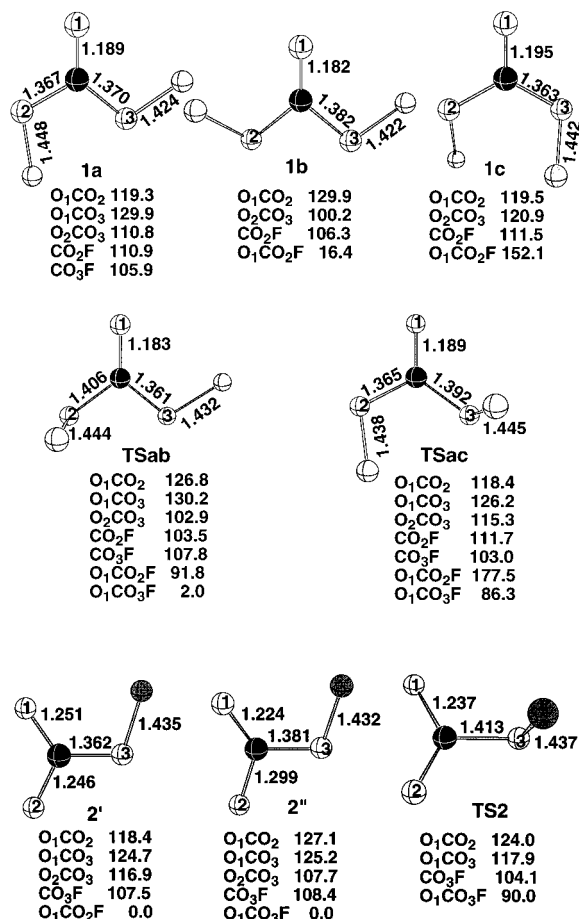 1 1 1
1.189 1.182 1.195
1.367 1.370 1.424 1.382 1.363
2 3 2 3 2 3
1.448 1.422 1.442
1a 1b 1c
O₁CO₂ 119.3
O₁CO₃ 129.9
O₂CO₃ 110.8
CO₂F 110.9
CO₃F 105.9
O₁CO₂ 129.9
O₂CO₃ 100.2
CO₂F 106.3
O₁CO₂F 16.4
O₁CO₂ 119.5
O₂CO₃ 120.9
CO₂F 111.5
O₁CO₂F 152.1
1 1
1.183 1.189
1.406 1.361 1.365 1.392
2 3 1.432 2 3
1.444 1.438 1.445
TSab TSac
O₁CO₂ 126.8
O₁CO₃ 130.2
O₂CO₃ 102.9
CO₂F 103.5
CO₃F 107.8
O₁CO₂F 91.8
O₁CO₃F 2.0
O₁CO₂ 118.4
O₁CO₃ 126.2
O₂CO₃ 115.3
CO₂F 111.7
CO₃F 103.0
O₁CO₂F 177.5
O₁CO₃F 86.3
1 1 1
1.251 1.435 1.224 1.432 1.237
1.362 3 1.381 3 1.413 3 1.437
1.246 1.299
2 2 2
2' 2" TS2
O₁CO₂ 118.4
O₁CO₃ 124.7
O₂CO₃ 116.9
CO₃F 107.5
O₁CO₂F 0.0
O₁CO₂ 127.1
O₁CO₃ 125.2
O₂CO₃ 107.7
CO₃F 108.4
O₁CO₃F 0.0
O₁CO₂ 124.0
O₁CO₃ 117.9
CO₃F 104.1
O₁CO₃F 90.0